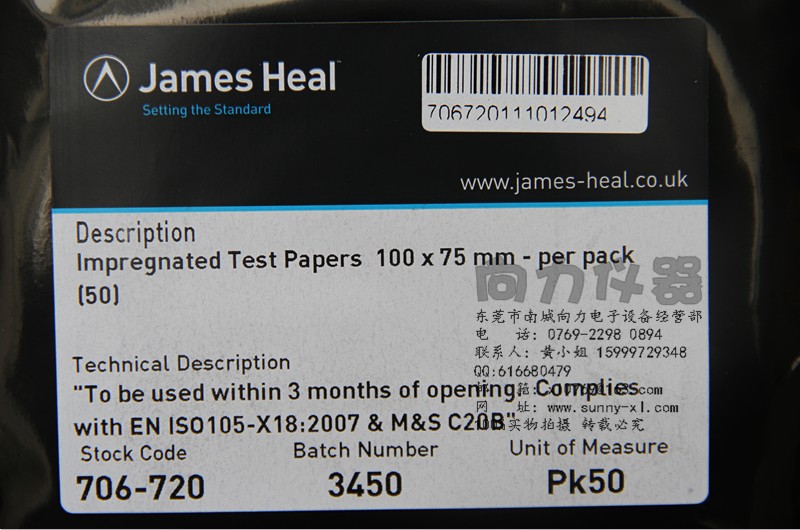 James Heal™
Setting the Standard
706720111012494
www.james-heal.co.uk
Description
Impregnated Test Papers 100 x 75 mm - per pack
(50)
向力仪器
东莞市南城向力电子设备经营部
电 话: 0769-2298 0894
联系人: 黄小姐 15999729348
QQ:616680479
Technical Description
"To be used within 3 months of opening. Complies
with EN ISO105-X18:2007 & M&S C20B"
邮 箱:
网 址: www.sunny-xl.com
100%实物拍摄 转载必究
Stock Code
706-720
Batch Number
3450
Unit of Measure
Pk50